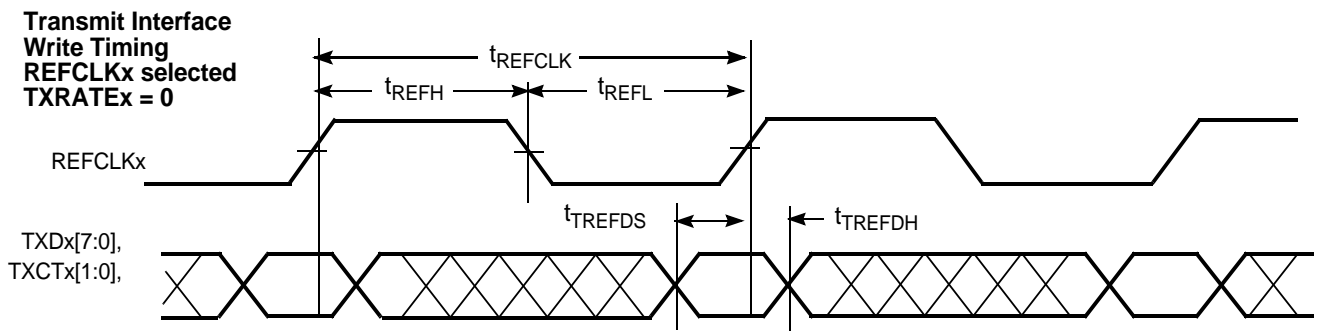 Transmit Interface
Write Timing
REFCLKx selected
TXRATEx = 0
tREFCLK
tREFH
tREFL
REFCLKx
tTREFDS
tTREFDH
TXDx[7:0],
TXCTx[1:0],